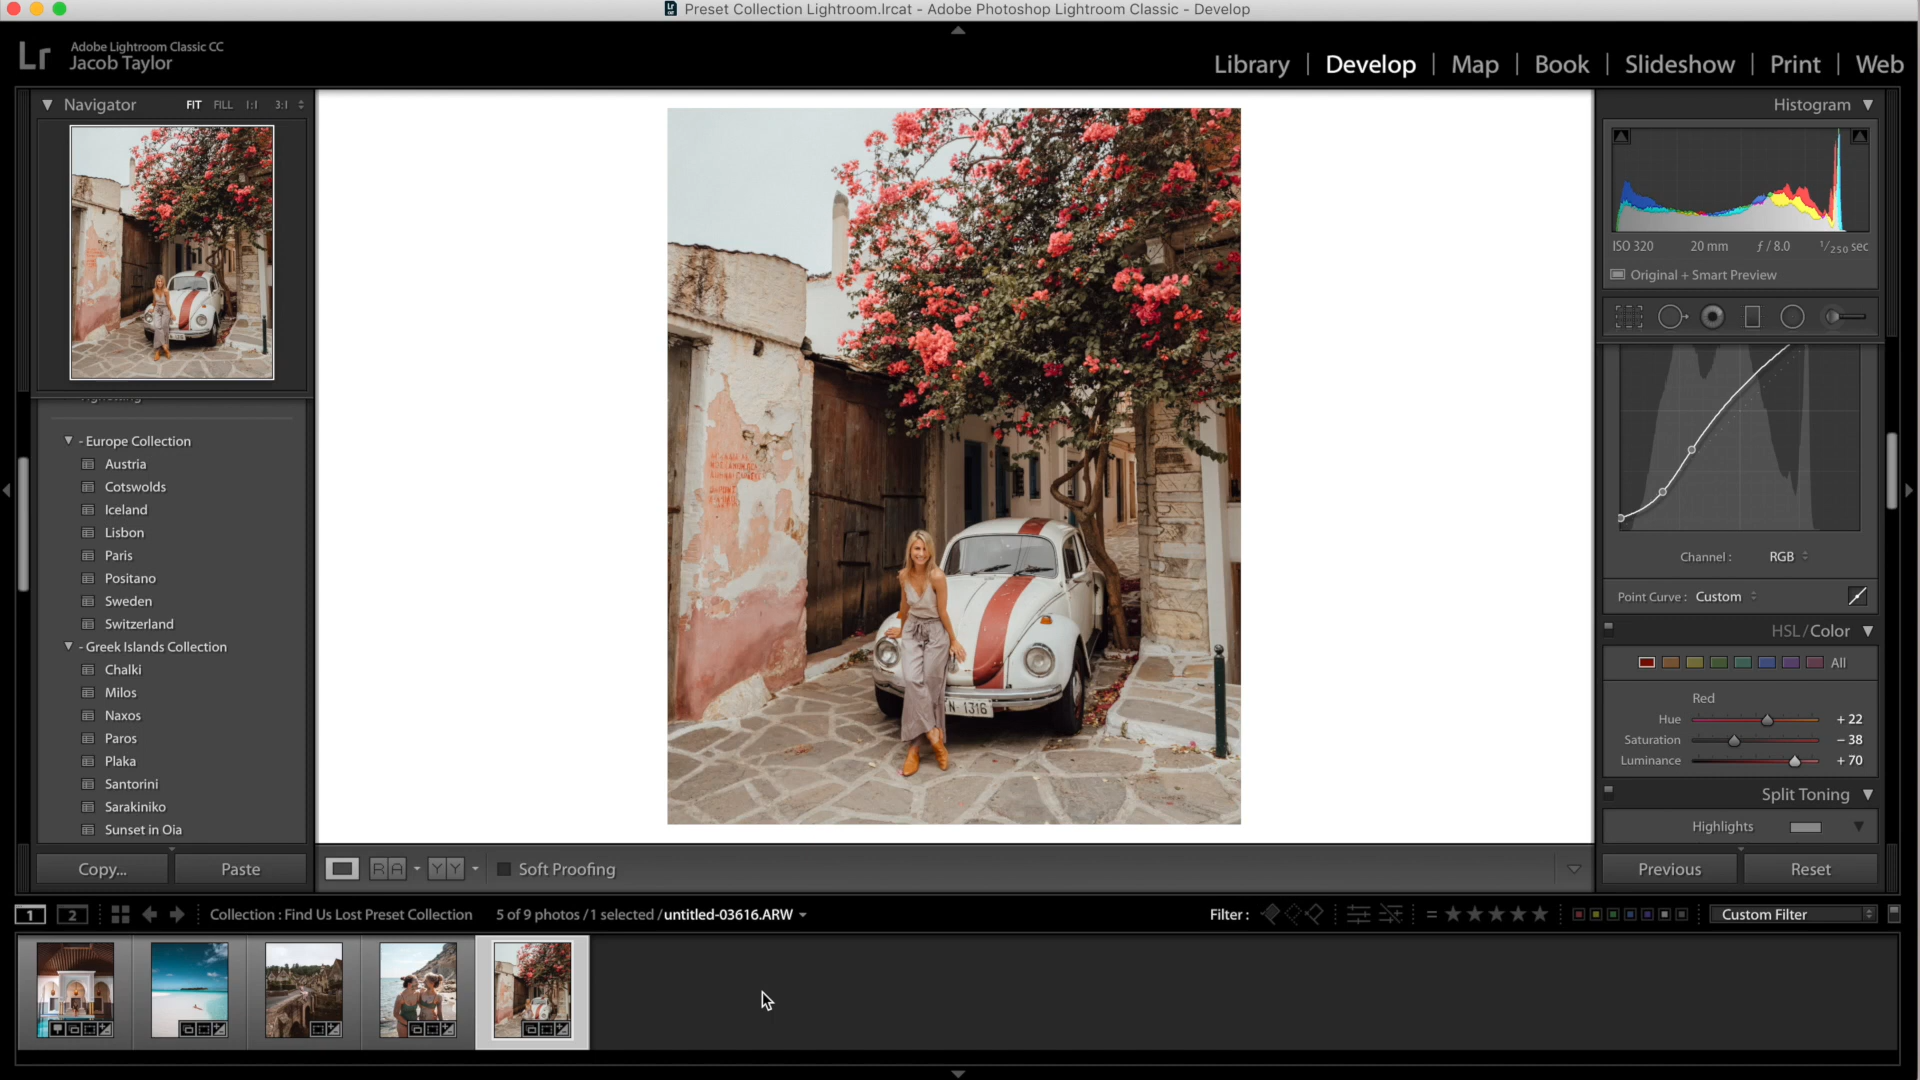 Preset Collection Lightroom.lrcat - Adobe Photoshop Lightroom Classic - Develop
Lr
Adobe Lightroom Classic CC
Jacob Taylor
Library | Develop | Map | Book | Slideshow | Print | Web
Navigator FIT FILL 1:1 3:1
- Europe Collection
Austria
Cotswolds
Iceland
Lisbon
Paris
Positano
Sweden
Switzerland
- Greek Islands Collection
Chalki
Milos
Naxos
Paros
Plaka
Santorini
Sarakiniko
Sunset in Oia
Copy... Paste
N 1316
RA YY Soft Proofing
Histogram
ISO 320 20 mm ƒ / 8.0 1/250 sec
Original + Smart Preview
Channel : RGB
Point Curve : Custom
HSL / Color
All
Red
Hue + 22
Saturation - 38
Luminance + 70
Split Toning
Highlights
Previous Reset
1 2 Collection : Find Us Lost Preset Collection 5 of 9 photos / 1 selected / untitled-03616.ARW Filter : Custom Filter